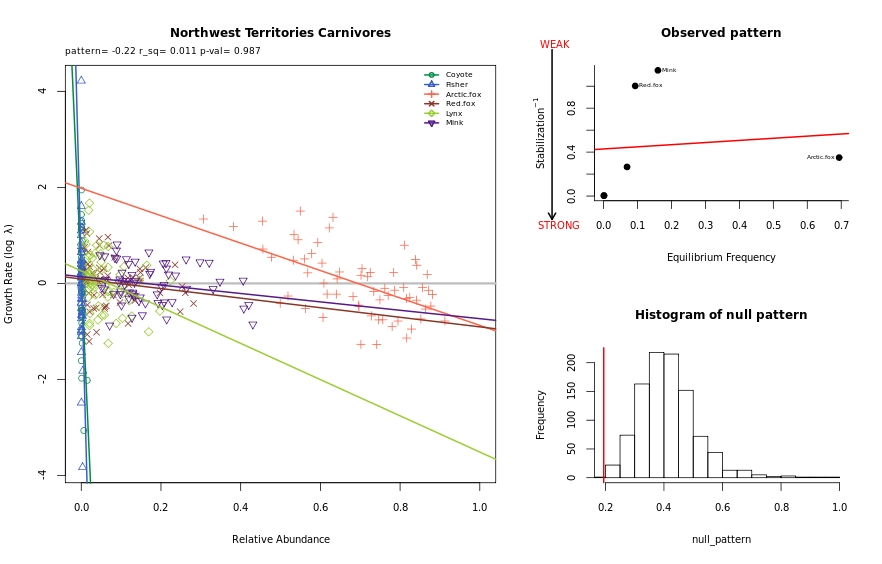 Northwest Territories Carnivores
pattern= -0.22 r_sq= 0.011 p-val= 0.987
Coyote
Fisher
Arctic.fox
Red.fox
Lynx
Mink
4
2
0
-2
-4
Growth Rate (log λ)
0.0 0.2 0.4 0.6 0.8 1.0
Relative Abundance
WEAK
STRONG
Observed pattern
Mink
Red.fox
Arctic.fox
Stabilization⁻¹
0.0 0.4 0.8
0.0 0.1 0.2 0.3 0.4 0.5 0.6 0.7
Equilibrium Frequency
Histogram of null pattern
Frequency
0 50 100 150 200
0.2 0.4 0.6 0.8 1.0
null_pattern